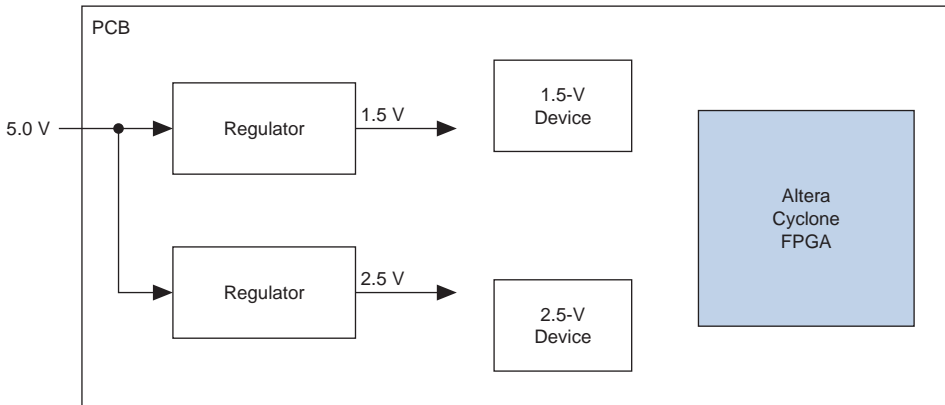 PCB
5.0 V
Regulator
1.5 V
1.5-V
Device
Altera
Cyclone
FPGA
Regulator
2.5 V
2.5-V
Device